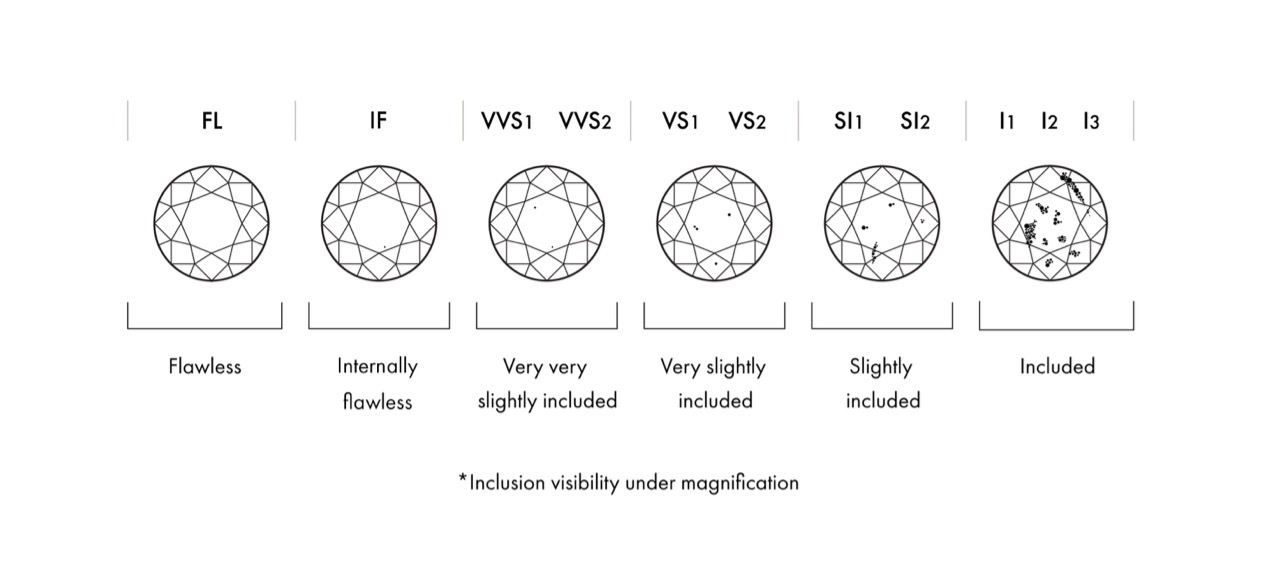 FL IF VVS1 VVS2 VS1 VS2 SI1 SI2 I1 I2 I3
Flawless
Internally
flawless
Very very
slightly included
Very slightly
included
Slightly
included
Included
*Inclusion visibility under magnification